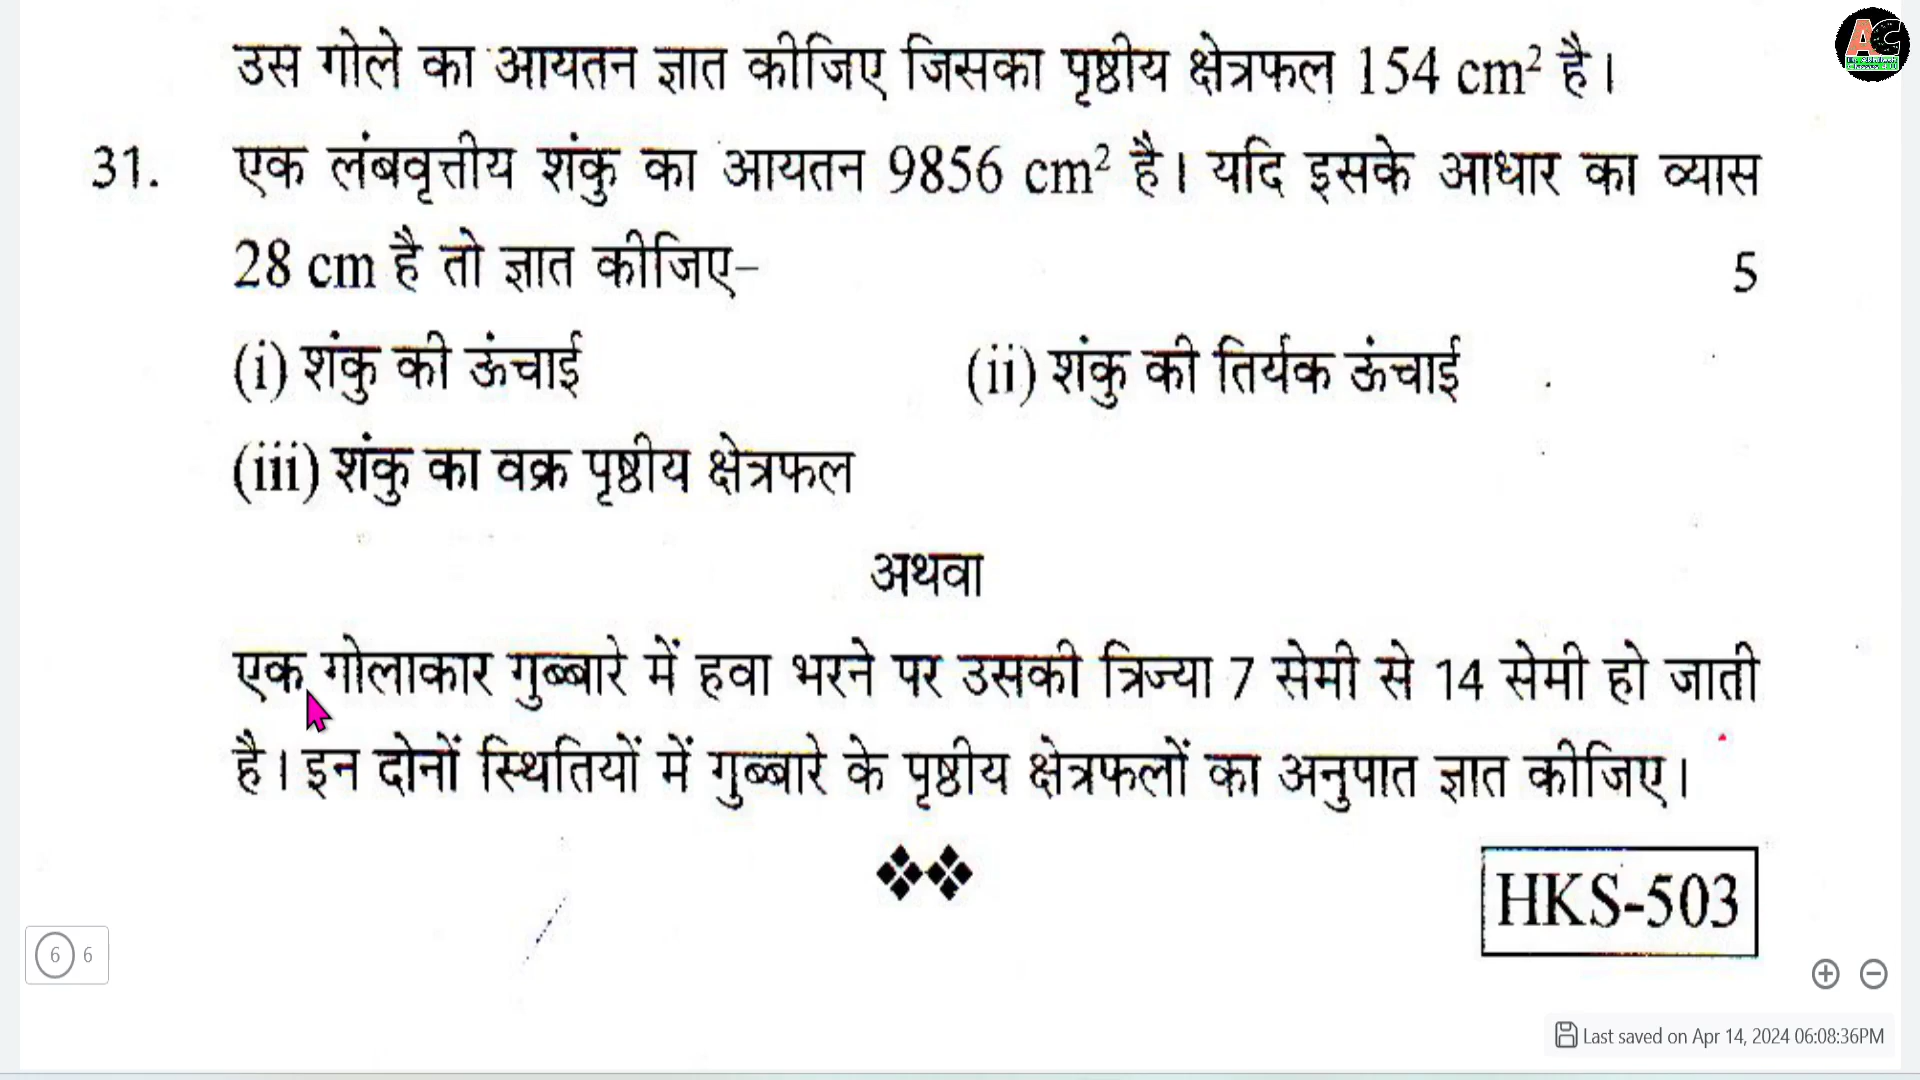 उस गोले का आयतन ज्ञात कीजिए जिसका पृष्ठीय क्षेत्रफल 154 cm² है।
31. एक लंबवृत्तीय शंकु का आयतन 9856 cm² है। यदि इसके आधार का व्यास
28 cm है तो ज्ञात कीजिए– 5
(i) शंकु की ऊंचाई (ii) शंकु की तिर्यक ऊंचाई
(iii) शंकु का वक्र पृष्ठीय क्षेत्रफल
अथवा
एक गोलाकार गुब्बारे में हवा भरने पर उसकी त्रिज्या 7 सेमी से 14 सेमी हो जाती
है। इन दोनों स्थितियों में गुब्बारे के पृष्ठीय क्षेत्रफलों का अनुपात ज्ञात कीजिए।
HKS-503
6 6
Last saved on Apr 14, 2024 06:08:36PM
AC